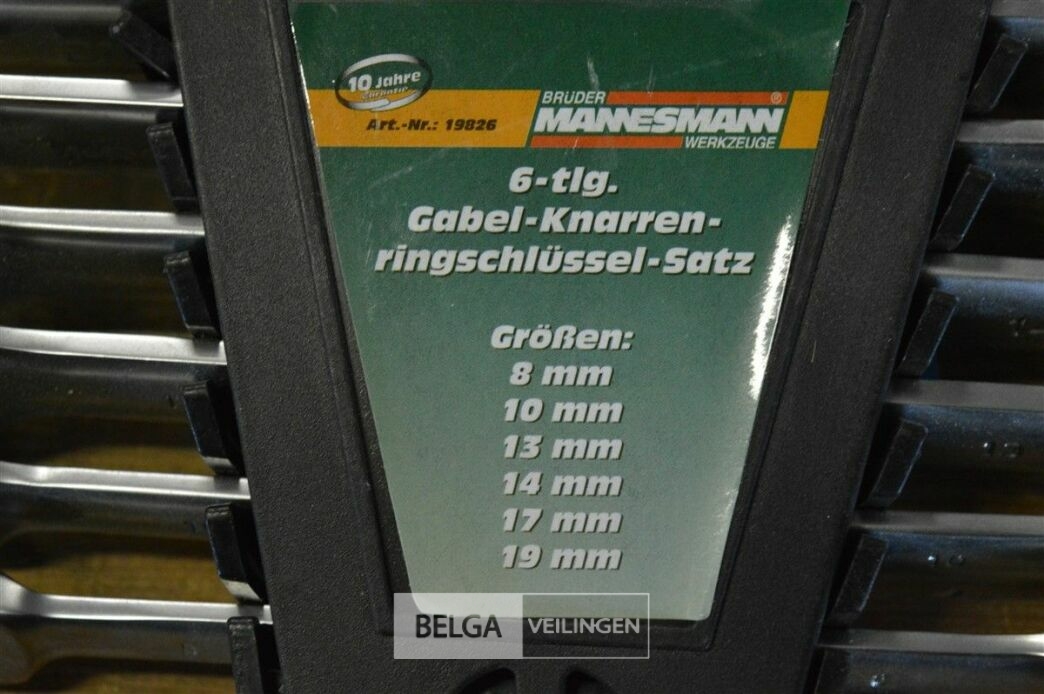 10 Jahre
Garantie
Art.-Nr.: 19826
BRÜDER
MANNESMANN®
WERKZEUGE
6-tlg.
Gabel-Knarren-
ringschlüssel-Satz
Größen:
8 mm
10 mm
13 mm
14 mm
17 mm
19 mm
BELGA VEILINGEN